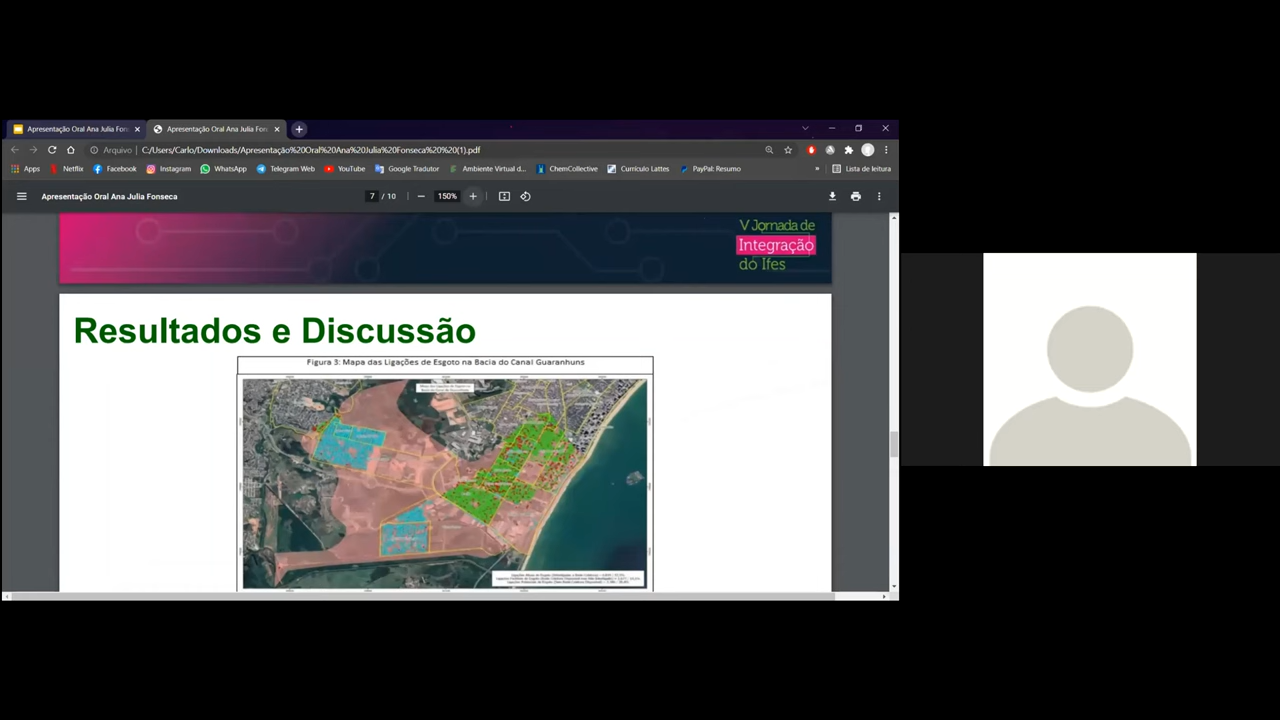 Apresentação Oral Ana Julia Fon
Apresentação Oral Ana Julia Fon
Arquivo
C:/Users/Carlo/Downloads/Apresentação%20Oral%20Ana%20Julia%20Fonseca%20%20(1).pdf
Apps
Netflix
Facebook
Instagram
WhatsApp
Telegram Web
YouTube
Google Tradutor
Ambiente Virtual d...
ChemCollective
Currículo Lattes
PayPal: Resumo
»
Lista de leitura
Apresentação Oral Ana Julia Fonseca
7 / 10
150%
V Jornada de
Integração
do Ifes
Resultados e Discussão
Figura 3: Mapa das Ligações de Esgoto na Bacia do Canal Guaranhuns